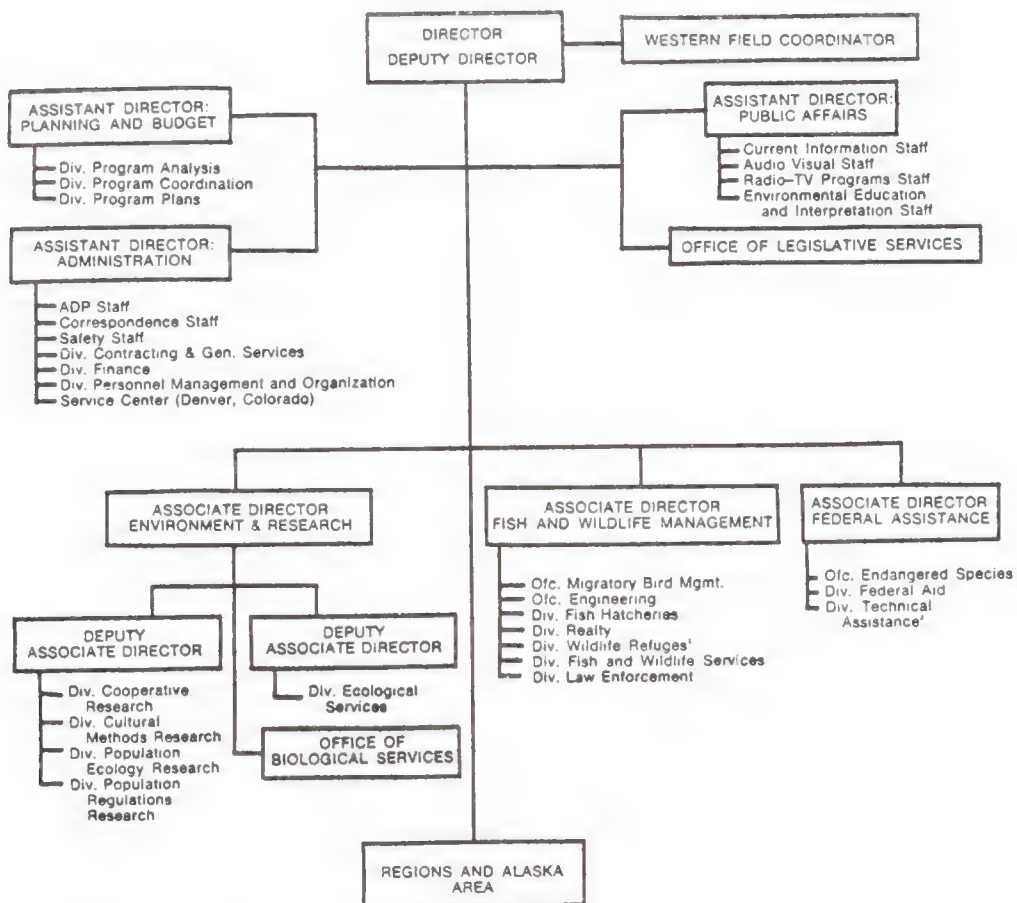 DIRECTOR
DEPUTY DIRECTOR
WESTERN FIELD COORDINATOR
ASSISTANT DIRECTOR:
PLANNING AND BUDGET
Div. Program Analysis
Div. Program Coordination
Div. Program Plans
ASSISTANT DIRECTOR:
PUBLIC AFFAIRS
Current Information Staff
Audio Visual Staff
Radio-TV Programs Staff
Environmental Education
and Interpretation Staff
ASSISTANT DIRECTOR:
ADMINISTRATION
ADP Staff
Correspondence Staff
Safety Staff
Div. Contracting & Gen. Services
Div. Finance
Div. Personnel Management and Organization
Service Center (Denver, Colorado)
OFFICE OF LEGISLATIVE SERVICES
ASSOCIATE DIRECTOR
ENVIRONMENT & RESEARCH
DEPUTY
ASSOCIATE DIRECTOR
Div. Cooperative
Research
Div. Cultural
Methods Research
Div. Population
Ecology Research
Div. Population
Regulations
Research
DEPUTY
ASSOCIATE DIRECTOR
Div. Ecological
Services
OFFICE OF
BIOLOGICAL SERVICES
ASSOCIATE DIRECTOR
FISH AND WILDLIFE MANAGEMENT
Ofc. Migratory Bird Mgmt.
Ofc. Engineering
Div. Fish Hatcheries
Div. Realty
Div. Wildlife Refuges¹
Div. Fish and Wildlife Services
Div. Law Enforcement
ASSOCIATE DIRECTOR
FEDERAL ASSISTANCE
Ofc. Endangered Species
Div. Federal Aid
Div. Technical
Assistance²
REGIONS AND ALASKA
AREA